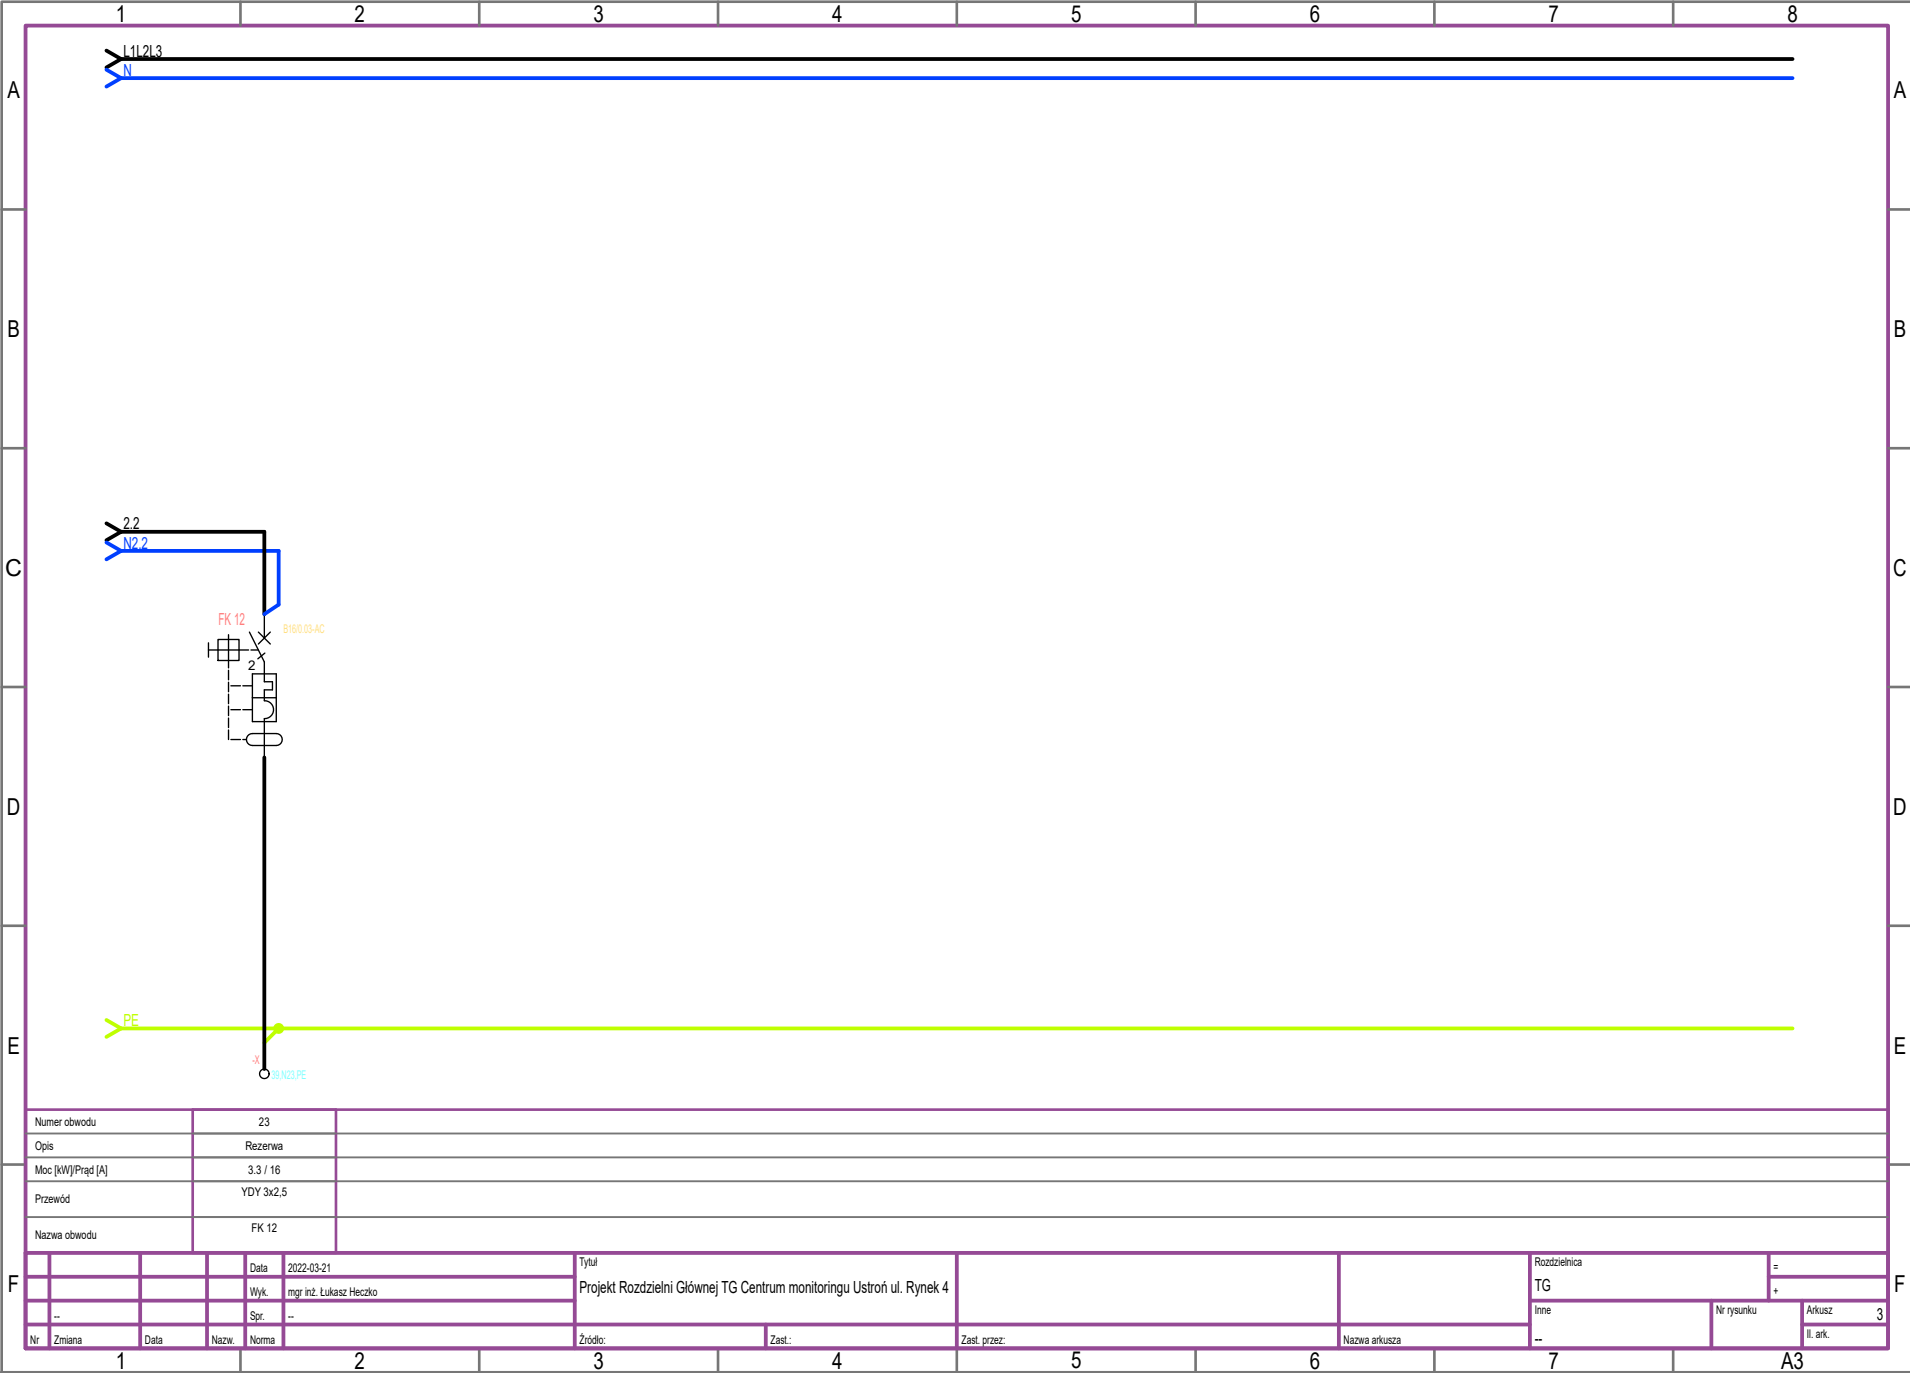 1 2 3 4 5 6 7 8
L1L2L3
N
A A
B B
2.2
N2.2
C C
FK 12
B16/0.03-AC
2
D D
PE
E E
-X
39,N23,PE
Numer obwodu 23
Opis Rezerwa
Moc [kW]/Prąd [A] 3.3 / 16
Przewód YDY 3x2,5
Nazwa obwodu FK 12
F F
Data 2022-03-21
Wyk. mgr inż. Łukasz Heczko
-- Spr. --
Nr Zmiana Data Nazw. Norma
Tytuł
Projekt Rozdzielni Głównej TG Centrum monitoringu Ustroń ul. Rynek 4
Źródło: Zast.: Zast. przez: Nazwa arkusza
Rozdzielnica
TG
=
+
Inne
--
Nr rysunku
Arkusz 3
Il. ark.
1 2 3 4 5 6 7 A3